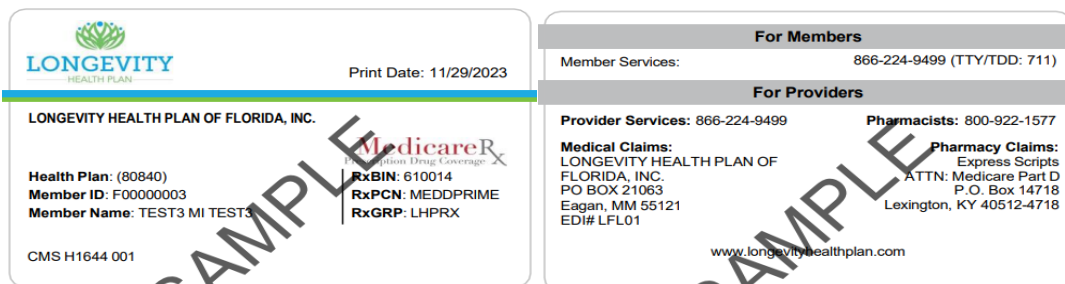 LONGEVITY
HEALTH PLAN
Print Date: 11/29/2023
LONGEVITY HEALTH PLAN OF FLORIDA, INC.
MedicareRx
Prescription Drug Coverage
Health Plan: (80840)
Member ID: F00000003
Member Name: TEST3 MI TEST3
RxBIN: 610014
RxPCN: MEDDPRIME
RxGRP: LHPRX
CMS H1644 001
SAMPLE
For Members
Member Services: 866-224-9499 (TTY/TDD: 711)
For Providers
Provider Services: 866-224-9499
Pharmacists: 800-922-1577
Medical Claims:
LONGEVITY HEALTH PLAN OF
FLORIDA, INC.
PO BOX 21063
Eagan, MM 55121
EDI# LFL01
Pharmacy Claims:
Express Scripts
ATTN: Medicare Part D
P.O. Box 14718
Lexington, KY 40512-4718
www.longevityhealthplan.com
SAMPLE